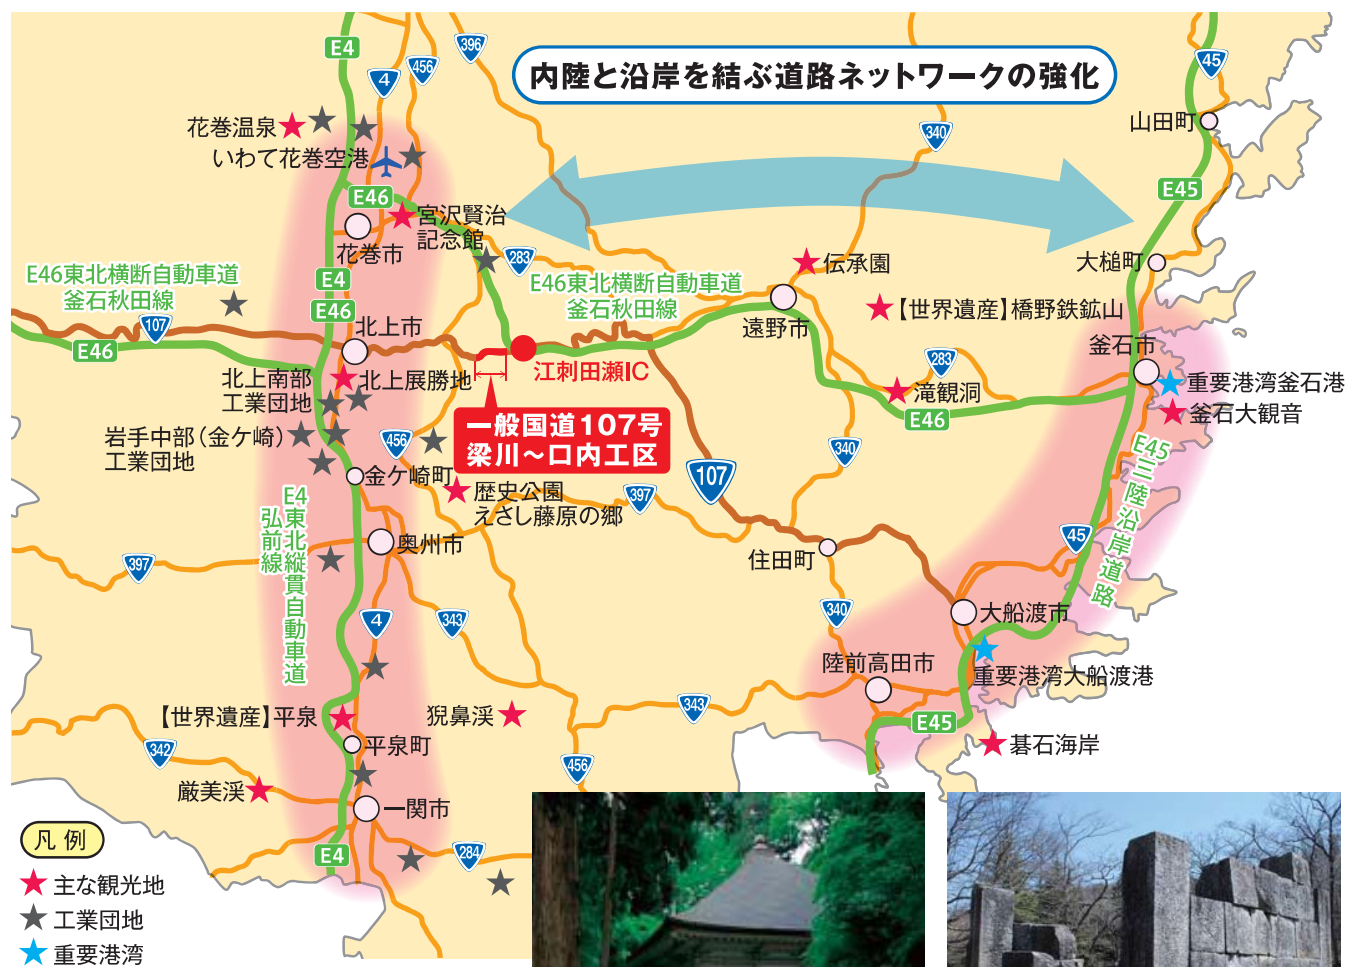 内陸と沿岸を結ぶ道路ネットワークの強化
E4
4
456
396
340
45
山田町
花巻温泉
いわて花巻空港
E46
E45
宮沢賢治
記念館
花巻市
283
伝承園
大槌町
E46東北横断自動車道
釜石秋田線
E4
E46
E46東北横断自動車道
釜石秋田線
【世界遺産】橋野鉄鉱山
遠野市
107
北上市
釜石市
E46
江刺田瀬IC
283
重要港湾釜石港
北上南部
工業団地
北上展勝地
滝観洞
釜石大観音
E46
一般国道107号
梁川～口内工区
岩手中部(金ケ崎)
工業団地
456
340
E45三陸沿岸道路
金ケ崎町
107
歴史公園
えさし藤原の郷
397
E4東北縦貫自動車道
弘前線
奥州市
45
397
住田町
4
343
340
大船渡市
陸前高田市
重要港湾大船渡港
【世界遺産】平泉
猊鼻渓
343
E45
342
平泉町
碁石海岸
456
厳美渓
一関市
E4
284
凡例
主な観光地
工業団地
重要港湾